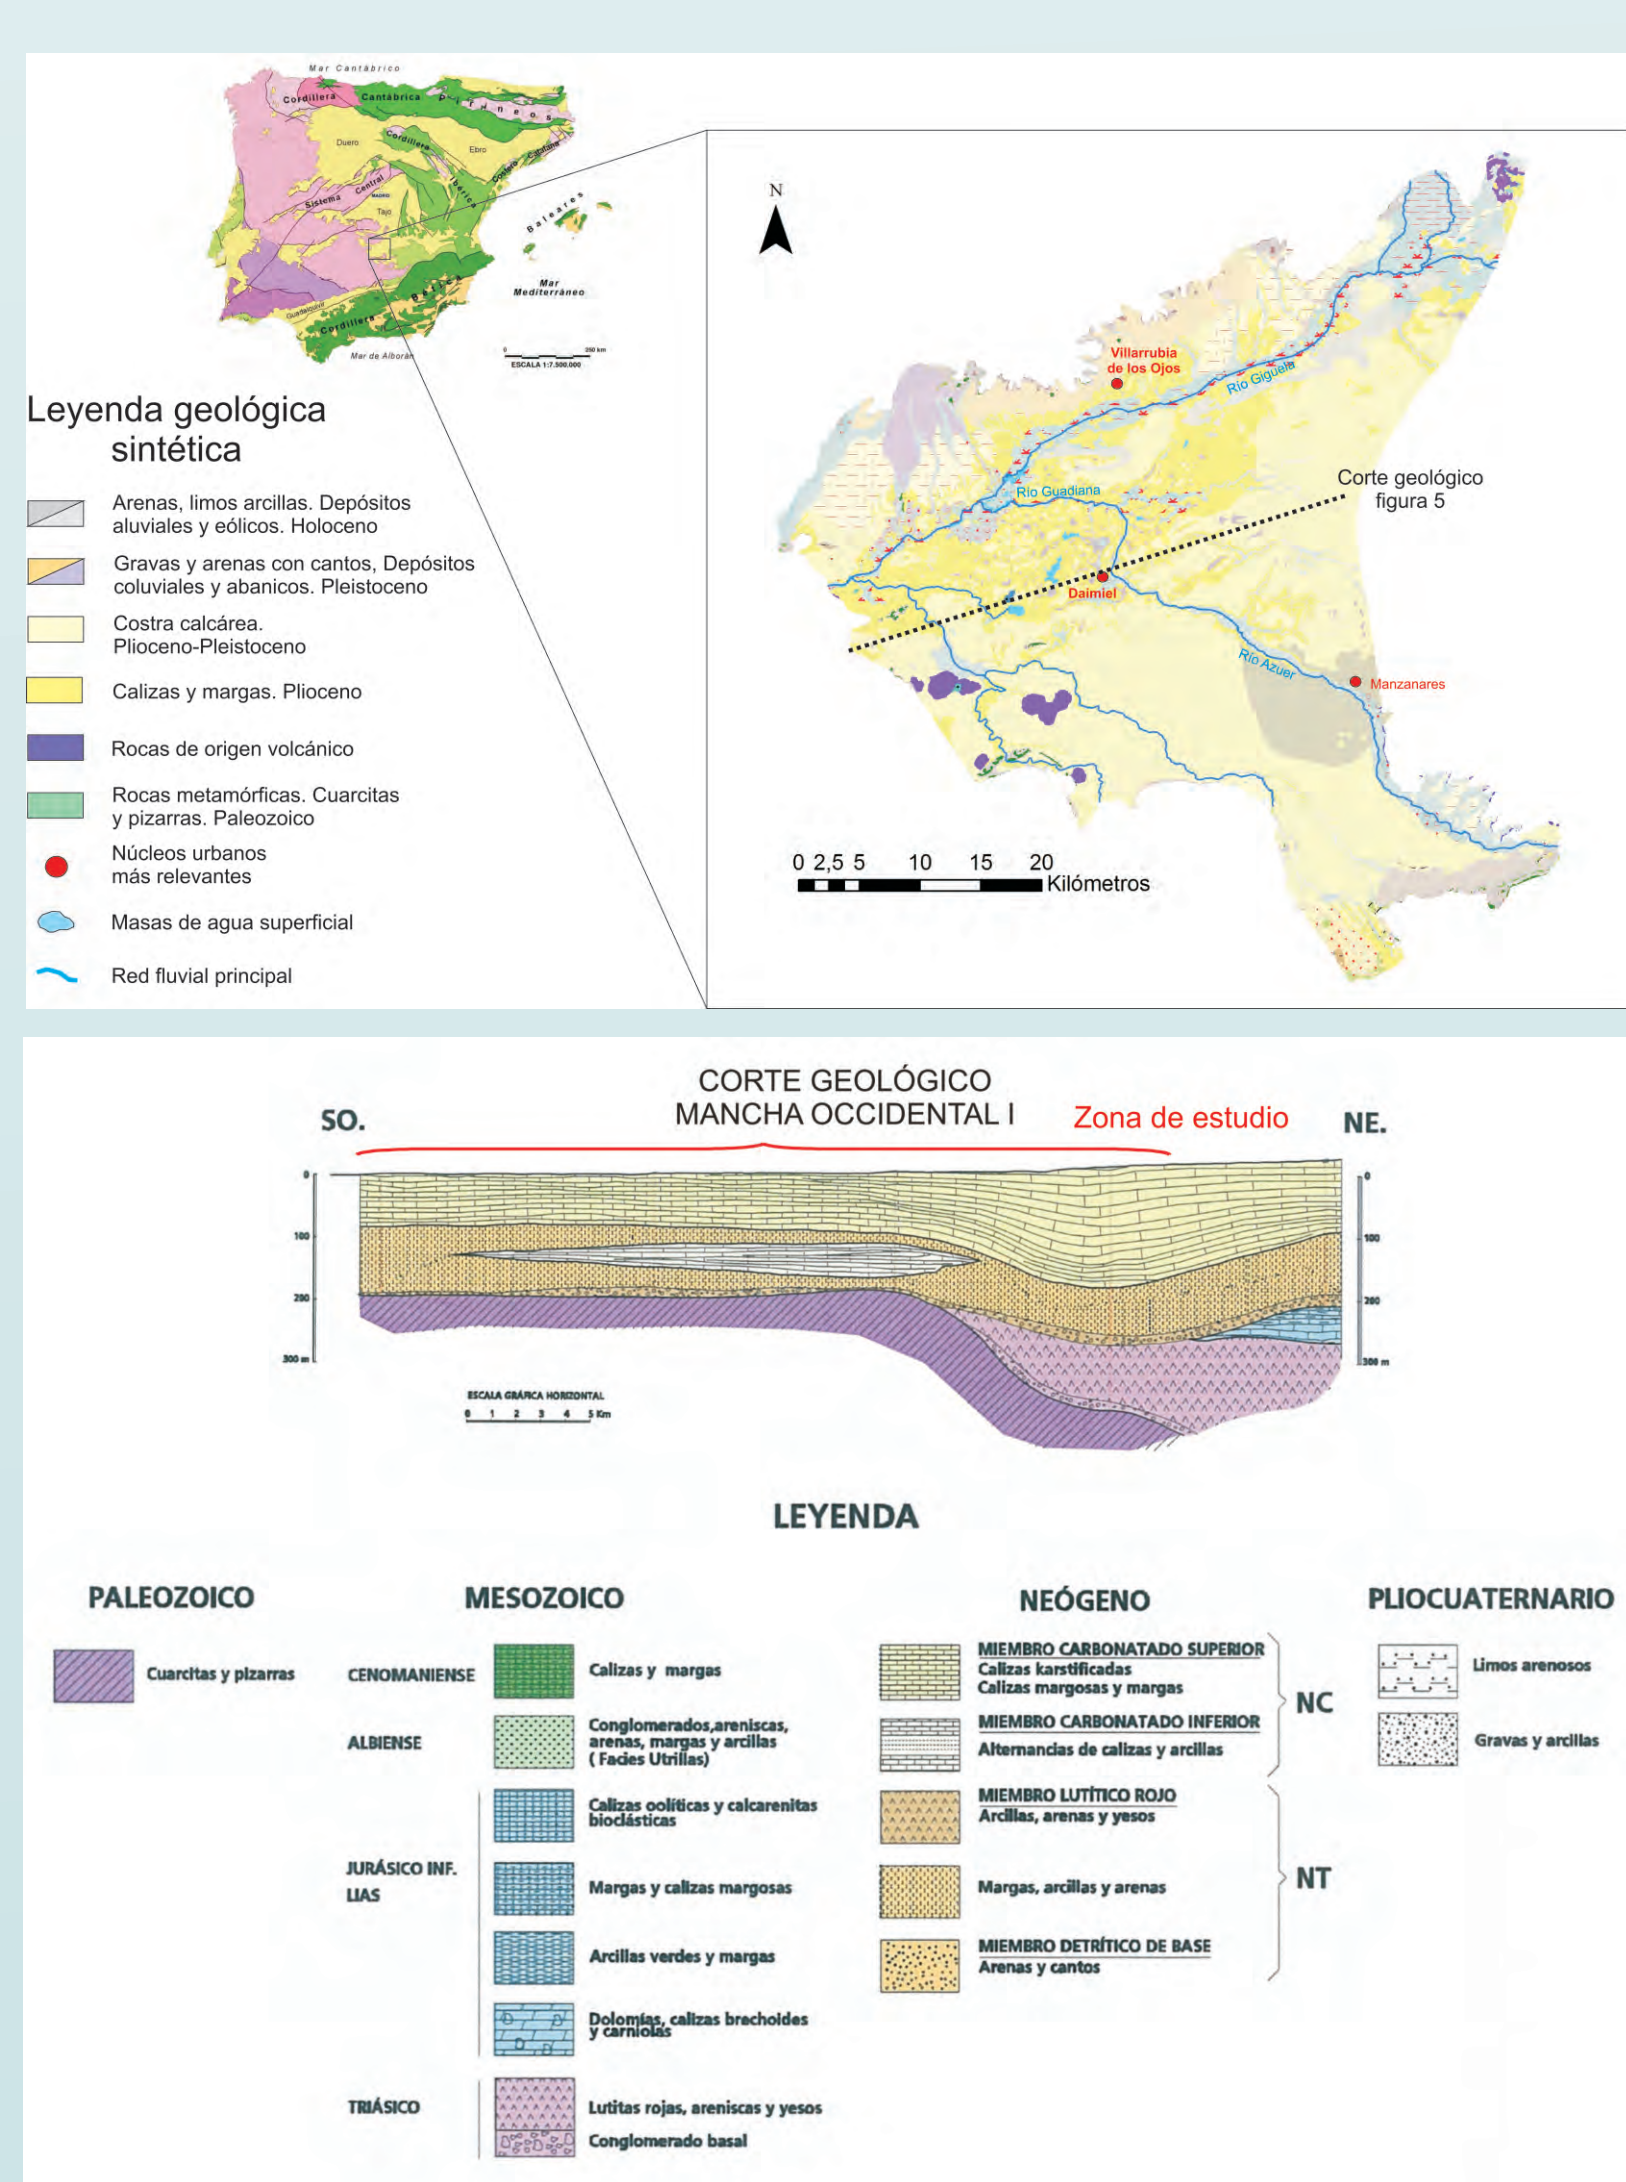 Mar Cantábrico
Cordillera Cantábrica Pirineos
Duero
Cordillera
Ibérica
Ebro
Costero Catalana
Sistema Central
MADRID
Tajo
Baleares
Mar
Mediterráneo
Guadalquivir
Cordillera Bética
Mar de Alborán
0 250 km
ESCALA 1:7.500.000
Leyenda geológica
sintética
Arenas, limos arcillas. Depósitos
aluviales y eólicos. Holoceno
Gravas y arenas con cantos, Depósitos
coluviales y abanicos. Pleistoceno
Costra calcárea.
Plioceno-Pleistoceno
Calizas y margas. Plioceno
Rocas de origen volcánico
Rocas metamórficas. Cuarcitas
y pizarras. Paleozoico
Núcleos urbanos
más relevantes
Masas de agua superficial
Red fluvial principal
N
Villarrubia
de los Ojos
Río Gigüela
Río Guadiana
Corte geológico
figura 5
Daimiel
Río Azuer
Manzanares
0 2,5 5 10 15 20
Kilómetros
CORTE GEOLÓGICO
MANCHA OCCIDENTAL I
Zona de estudio
SO.
NE.
0
100
200
300 m
0
100
200
300 m
ESCALA GRÁFICA HORIZONTAL
0 1 2 3 4 5 Km
LEYENDA
PALEOZOICO
Cuarcitas y pizarras
MESOZOICO
CENOMANIENSE
Calizas y margas
ALBIENSE
Conglomerados,areniscas,
arenas, margas y arcillas
( Facies Utrillas)
JURÁSICO INF.
LIAS
Calizas oolíticas y calcarenitas
bioclásticas
Margas y calizas margosas
Arcillas verdes y margas
Dolomías, calizas brechoides
y carniolas
TRIÁSICO
Lutitas rojas, areniscas y yesos
Conglomerado basal
NEÓGENO
MIEMBRO CARBONATADO SUPERIOR
Calizas karstificadas
Calizas margosas y margas
MIEMBRO CARBONATADO INFERIOR
Alternancias de calizas y arcillas
NC
MIEMBRO LUTÍTICO ROJO
Arcillas, arenas y yesos
Margas, arcillas y arenas
MIEMBRO DETRÍTICO DE BASE
Arenas y cantos
NT
PLIOCUATERNARIO
Limos arenosos
Gravas y arcillas